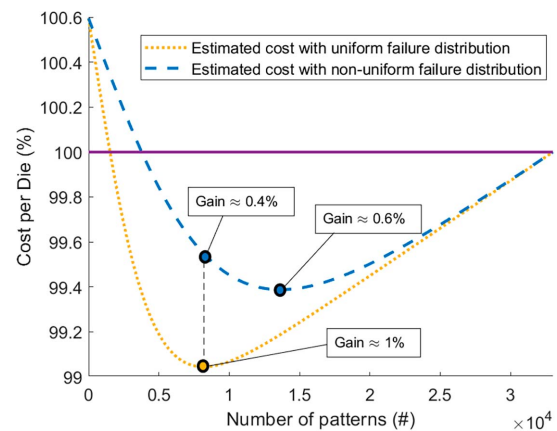 100.6
Estimated cost with uniform failure distribution
100.4
Estimated cost with non-uniform failure distribution
100.2
100
Cost per Die (%)
99.8
Gain ≈ 0.4%
Gain ≈ 0.6%
99.6
99.4
99.2
Gain ≈ 1%
99
0 0.5 1 1.5 2 2.5 3
Number of patterns (#)
×10⁴